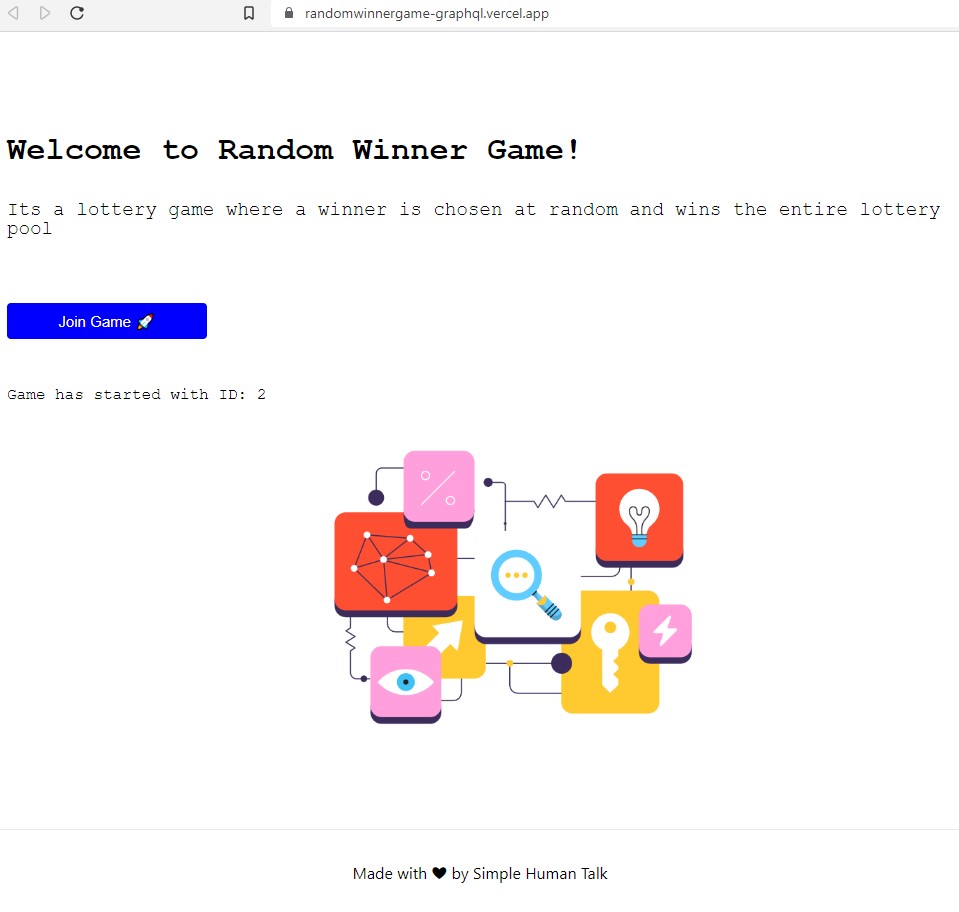 randomwinnergame-graphql.vercel.app
Welcome to Random Winner Game!
Its a lottery game where a winner is chosen at random and wins the entire lottery
pool
Join Game 🚀
Game has started with ID: 2
Made with ❤ by Simple Human Talk